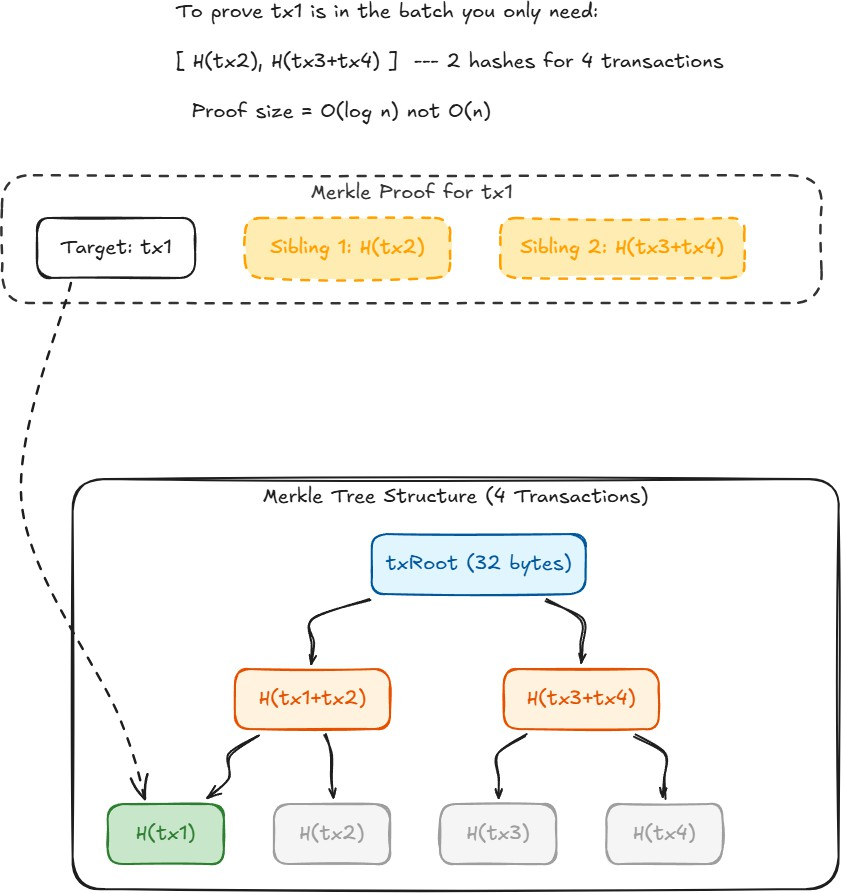 To prove tx1 is in the batch you only need:
[ H(tx2), H(tx3+tx4) ] --- 2 hashes for 4 transactions
Proof size = O(log n) not O(n)
Merkle Proof for tx1
Target: tx1
Sibling 1: H(tx2)
Sibling 2: H(tx3+tx4)
Merkle Tree Structure (4 Transactions)
txRoot (32 bytes)
H(tx1+tx2)
H(tx3+tx4)
H(tx1)
H(tx2)
H(tx3)
H(tx4)